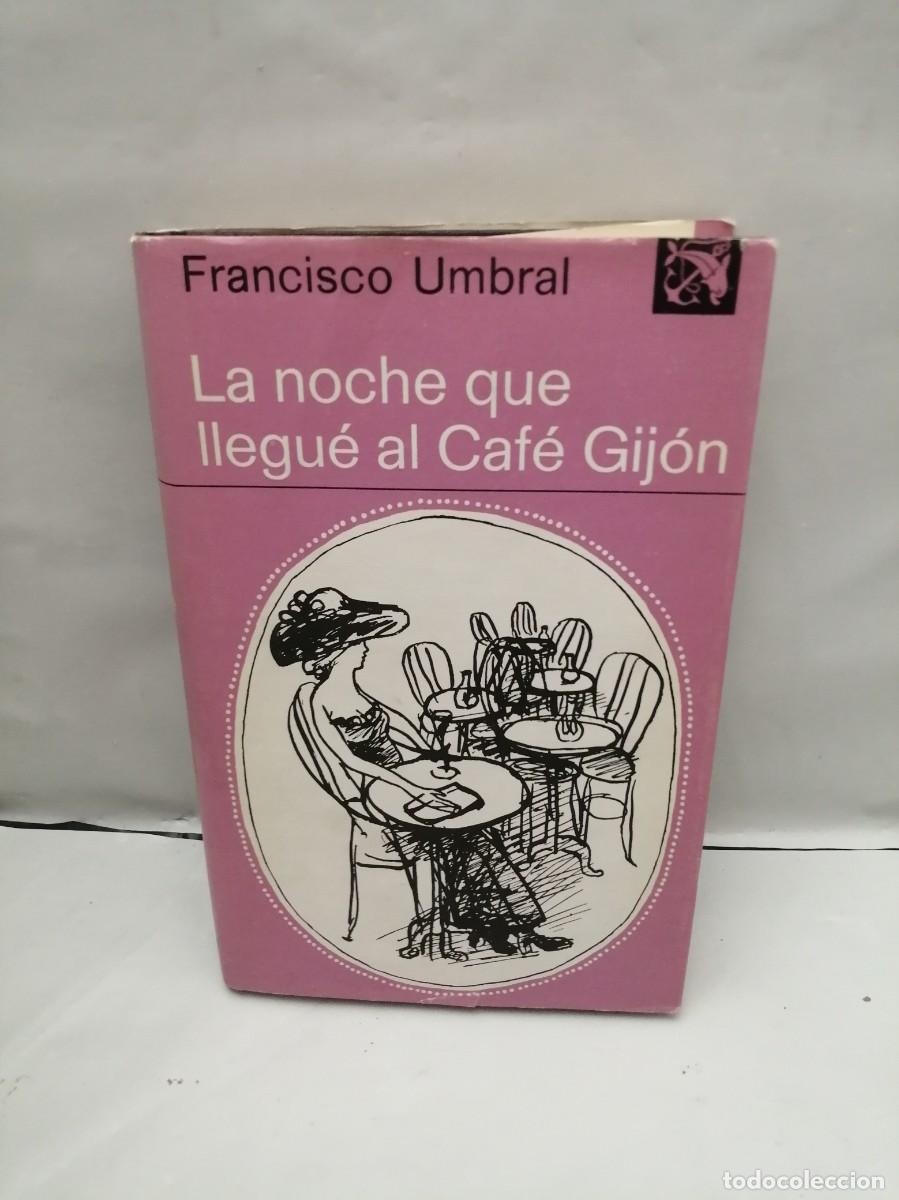 Francisco Umbral
La noche que
llegué al Café Gijón
todocoleccion